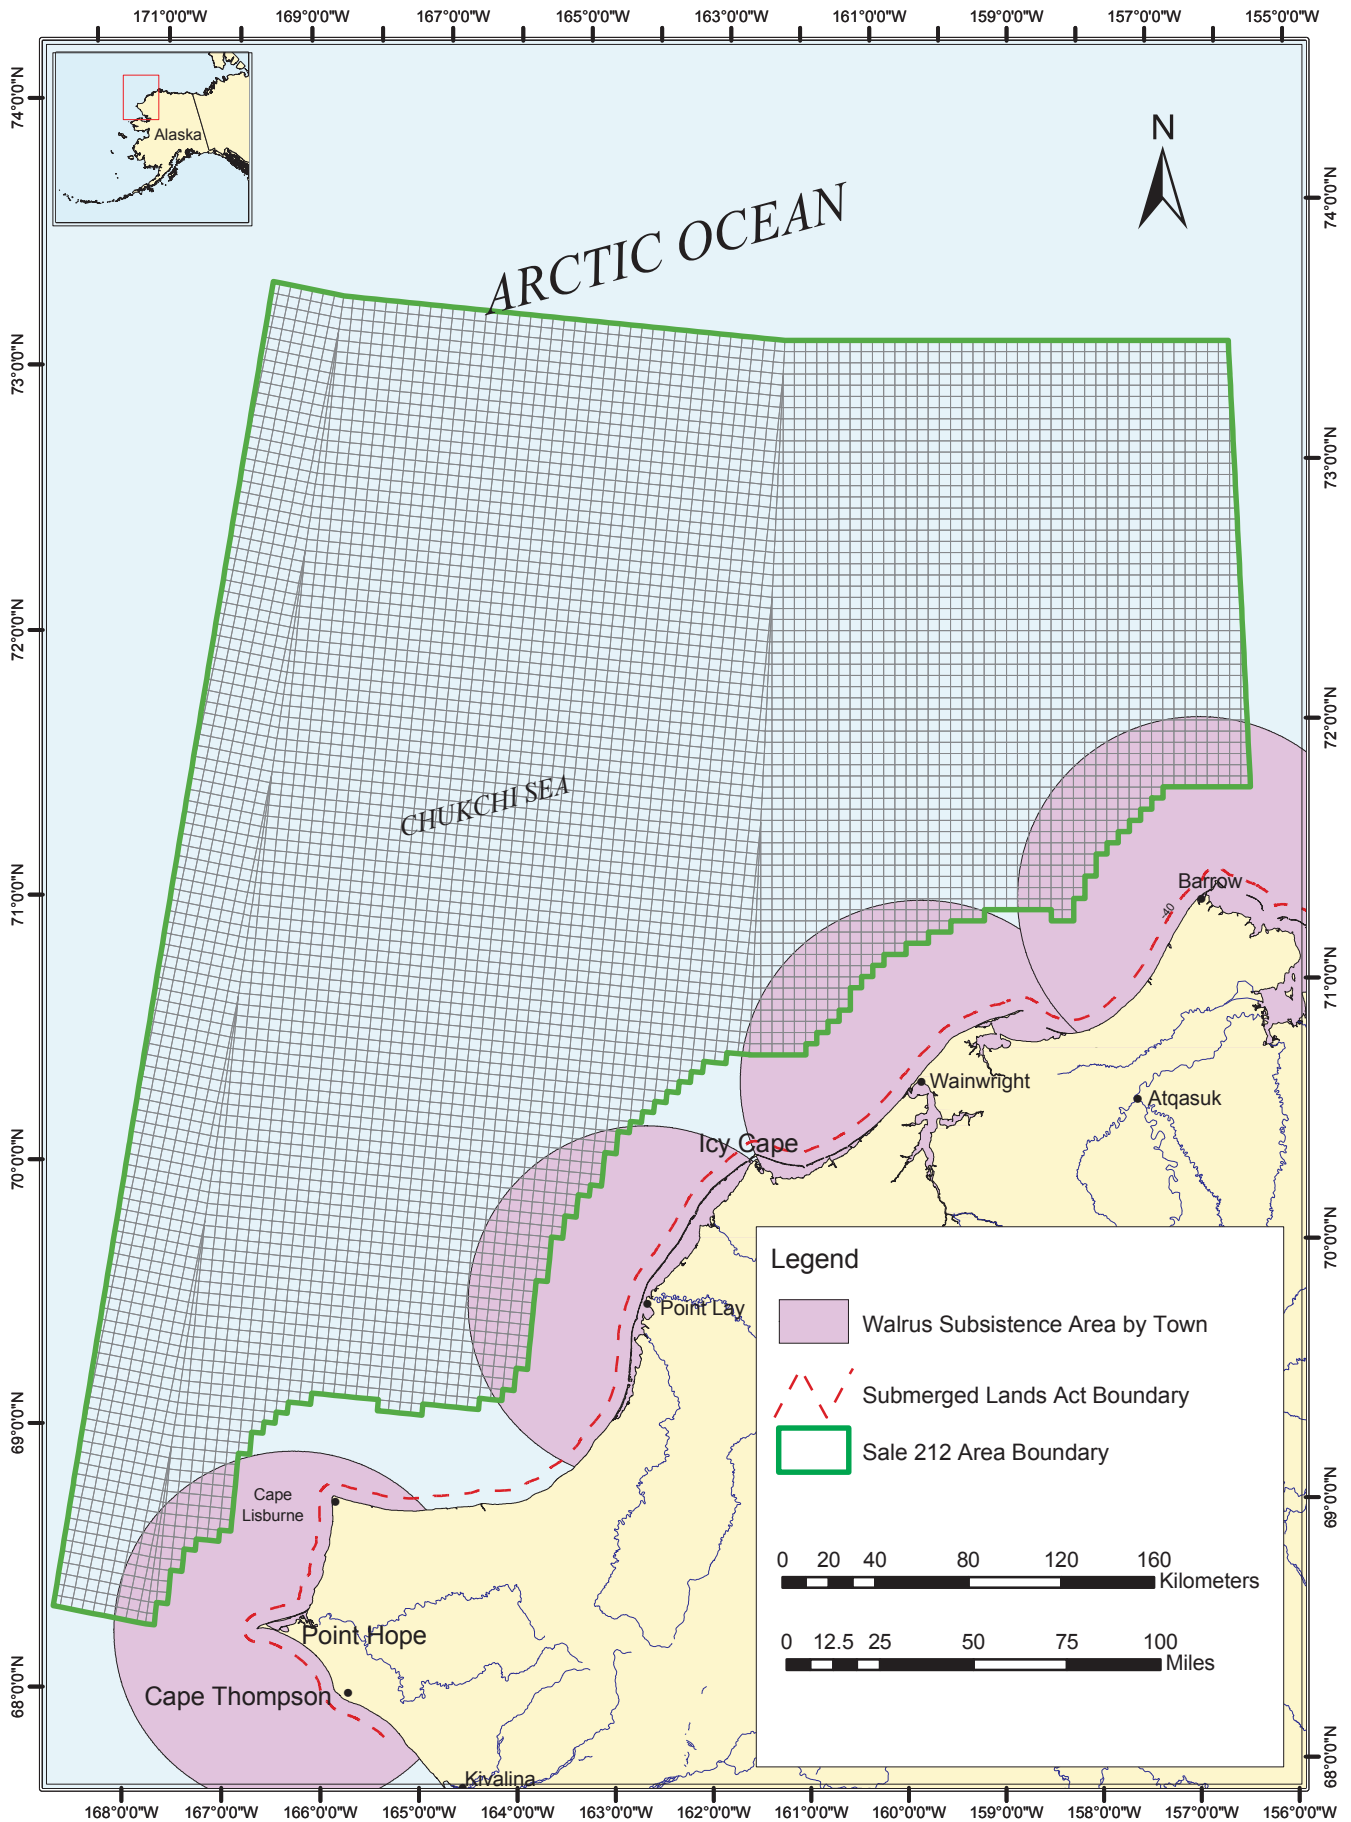 171°0'0"W 169°0'0"W 167°0'0"W 165°0'0"W 163°0'0"W 161°0'0"W 159°0'0"W 157°0'0"W 155°0'0"W
74°0'0"N
73°0'0"N
72°0'0"N
71°0'0"N
70°0'0"N
69°0'0"N
68°0'0"N
Alaska
N
ARCTIC OCEAN
CHUKCHI SEA
Barrow
-40
Wainwright
Atqasuk
Icy Cape
Point Lay
Cape
Lisburne
Point Hope
Cape Thompson
Kivalina
Legend
Walrus Subsistence Area by Town
Submerged Lands Act Boundary
Sale 212 Area Boundary
0 20 40 80 120 160
Kilometers
0 12.5 25 50 75 100
Miles
74°0'0"N
73°0'0"N
72°0'0"N
71°0'0"N
70°0'0"N
69°0'0"N
68°0'0"N
168°0'0"W 167°0'0"W 166°0'0"W 165°0'0"W 164°0'0"W 163°0'0"W 162°0'0"W 161°0'0"W 160°0'0"W 159°0'0"W 158°0'0"W 157°0'0"W 156°0'0"W